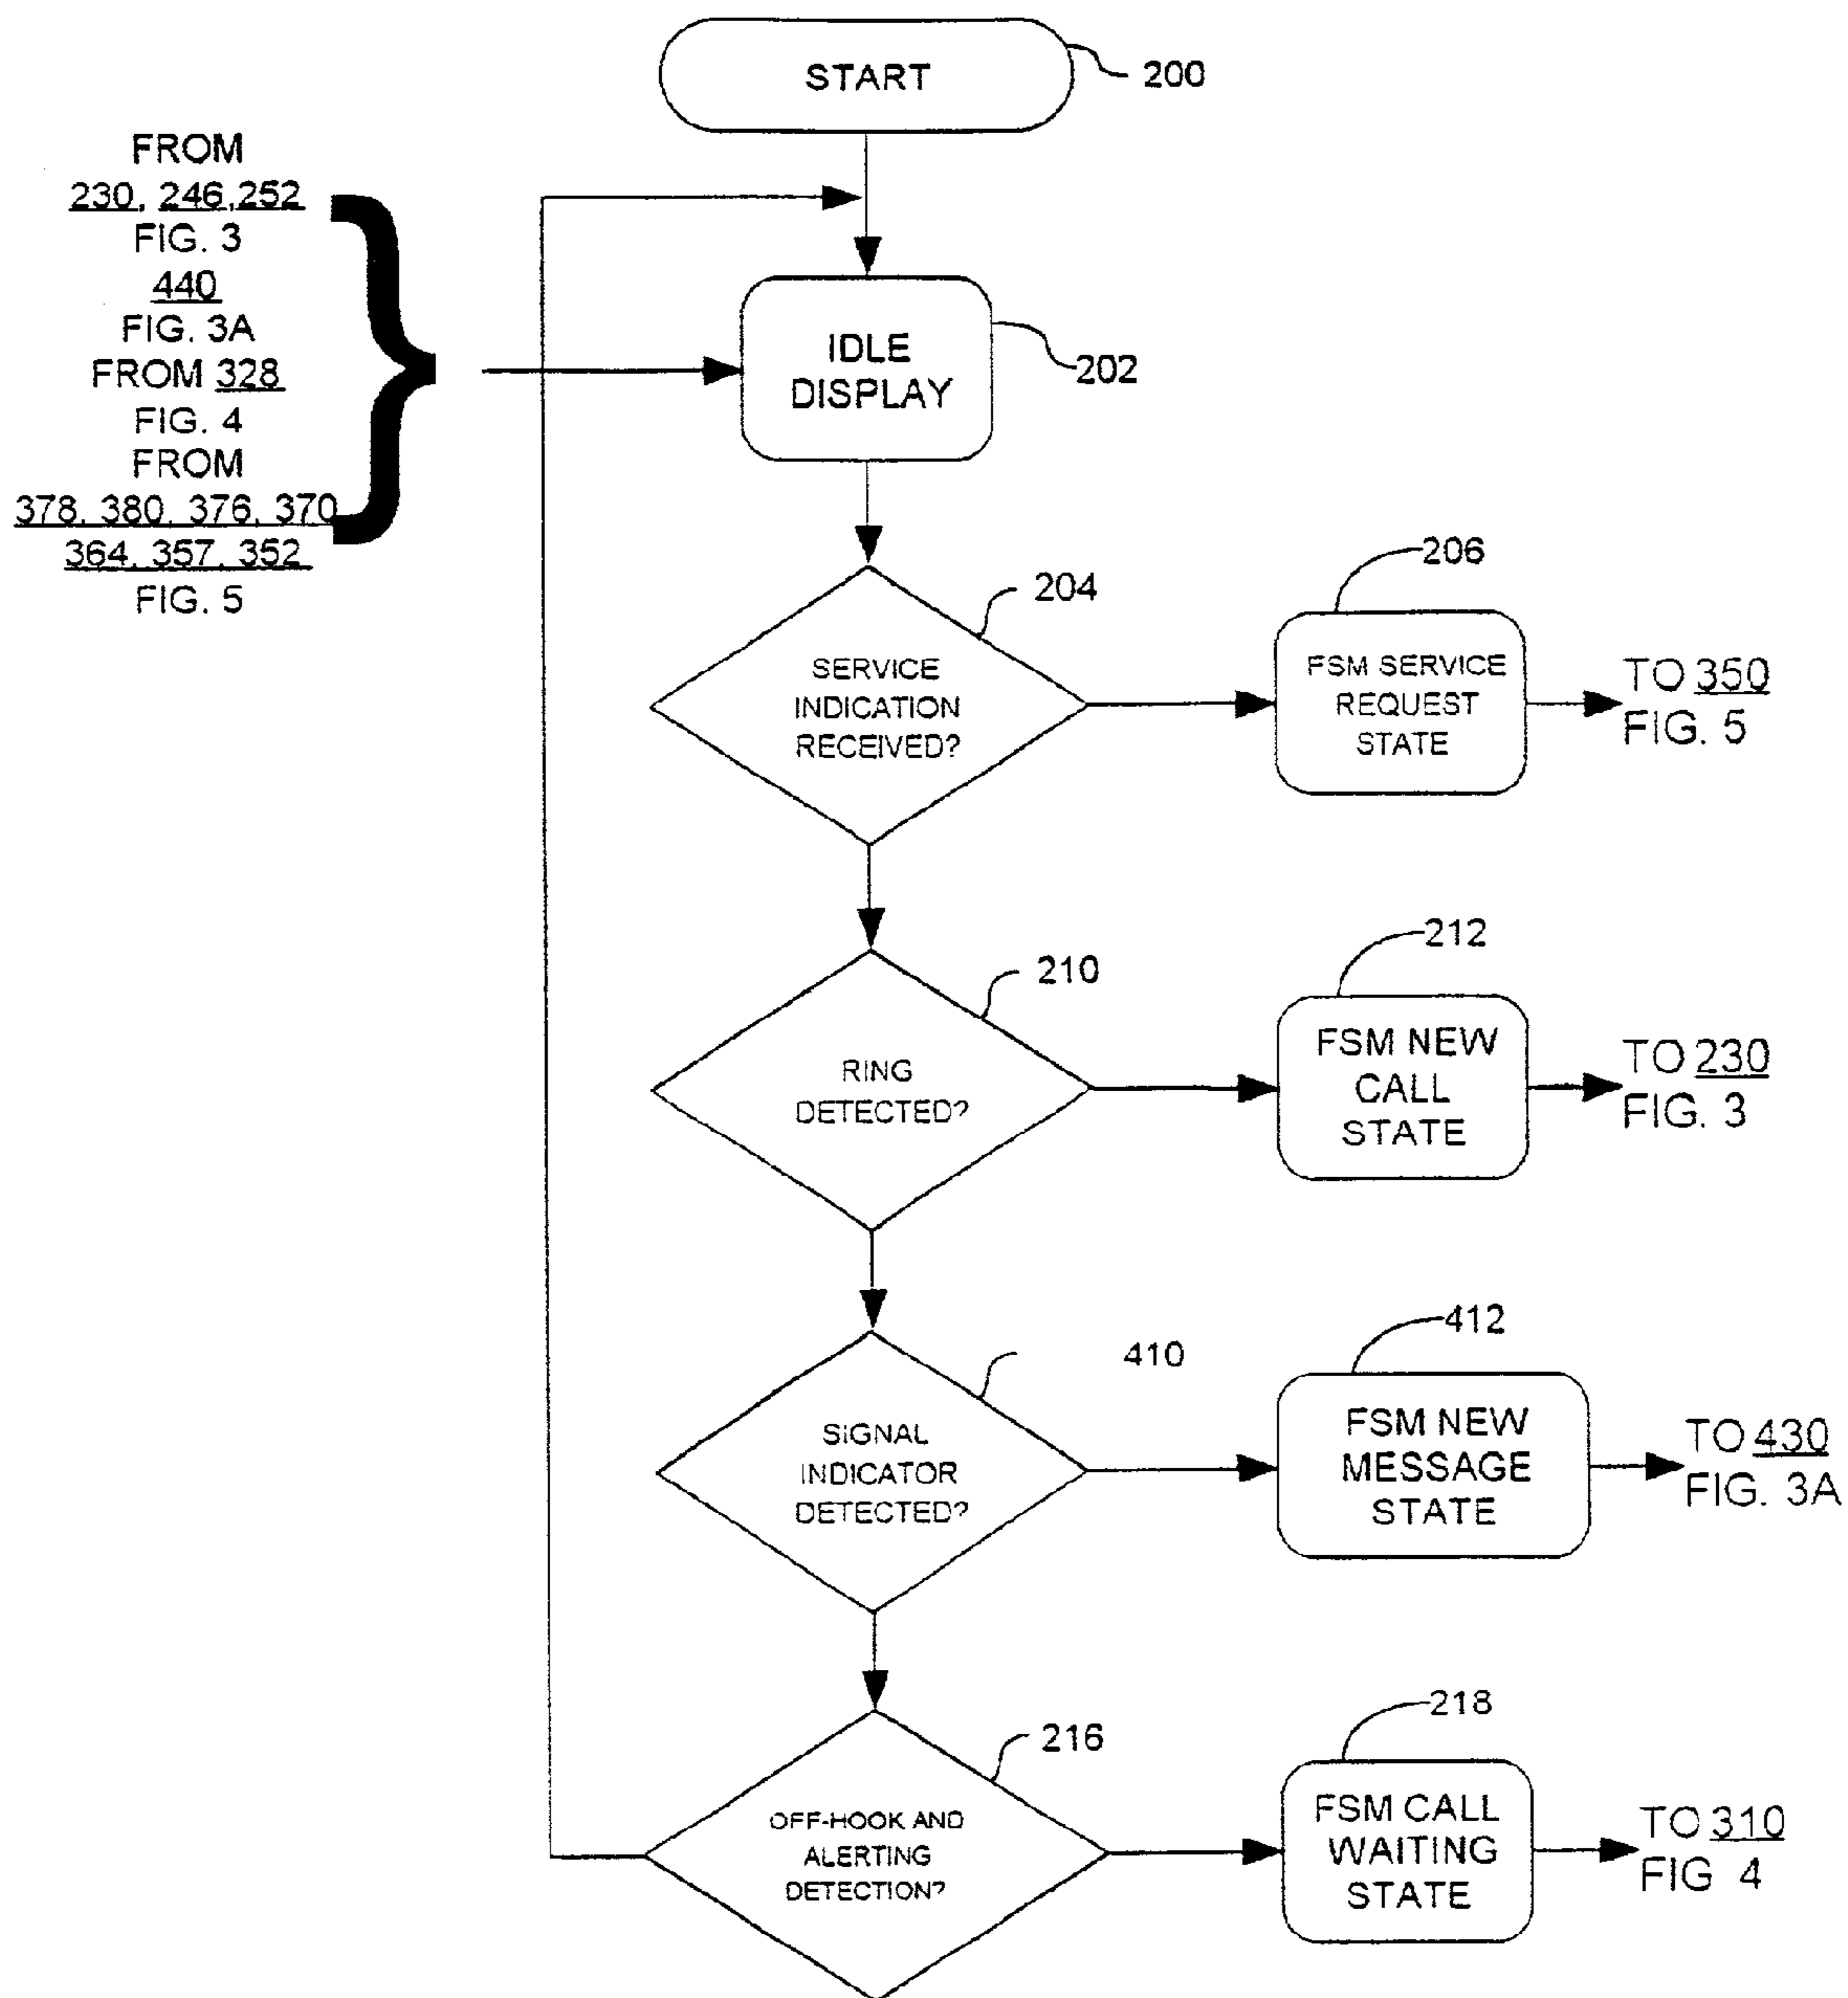 START
200
FROM
230, 246,252
FIG. 3
440
FIG. 3A
FROM 328
FIG. 4
FROM
378, 380, 376, 370
364, 357, 352
FIG. 5
IDLE
DISPLAY
202
204
SERVICE
INDICATION
RECEIVED?
206
FSM SERVICE
REQUEST
STATE
TO 350
FIG. 5
210
RING
DETECTED?
212
FSM NEW
CALL
STATE
TO 230
FIG. 3
410
SIGNAL
INDICATOR
DETECTED?
412
FSM NEW
MESSAGE
STATE
TO 430
FIG. 3A
216
OFF-HOOK AND
ALERTING
DETECTION?
218
FSM CALL
WAITING
STATE
TO 310
FIG 4